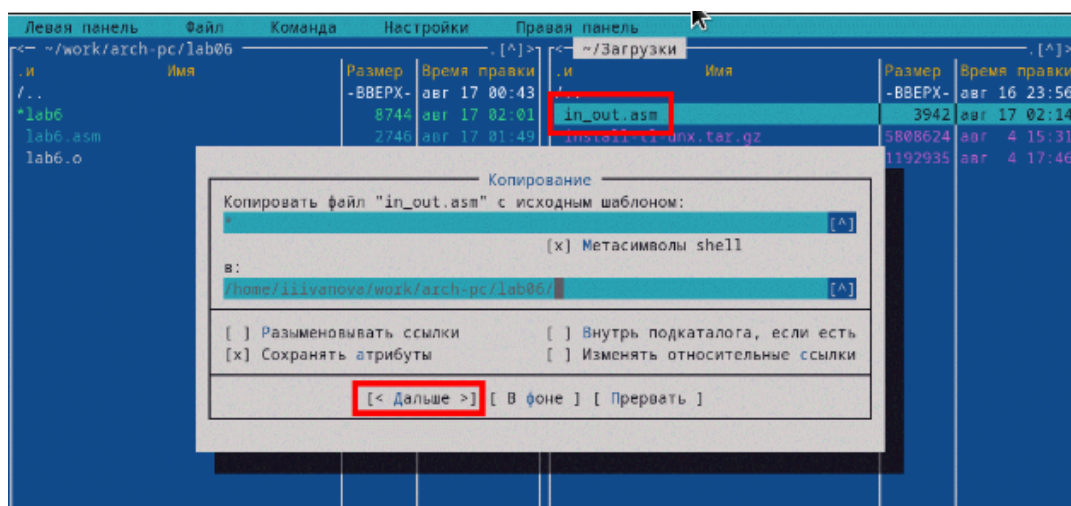 Левая панель Файл Команда Настройки Правая панель
<— ~/work/arch-pc/lab06 .[^]> <— ~/Загрузки .[^]>
.и Имя Размер Время правки .и Имя Размер Время правки
/.. -ВВЕРХ- авг 17 00:43 /.. -ВВЕРХ- авг 16 23:56
*lab6 8744 авг 17 02:01 in_out.asm 3942 авг 17 02:14
lab6.asm 2746 авг 17 01:49 install-tl-unx.tar.gz 5808624 авг 4 15:31
lab6.o 1192935 авг 4 17:46
Копирование
Копировать файл "in_out.asm" с исходным шаблоном:
* [^]
[x] Метасимволы shell
в:
/home/iiivanova/work/arch-pc/lab06/ [^]
[ ] Разыменовывать ссылки [ ] Внутрь подкаталога, если есть
[x] Сохранять атрибуты [ ] Изменять относительные ссылки
[< Дальше >] [ В фоне ] [ Прервать ]